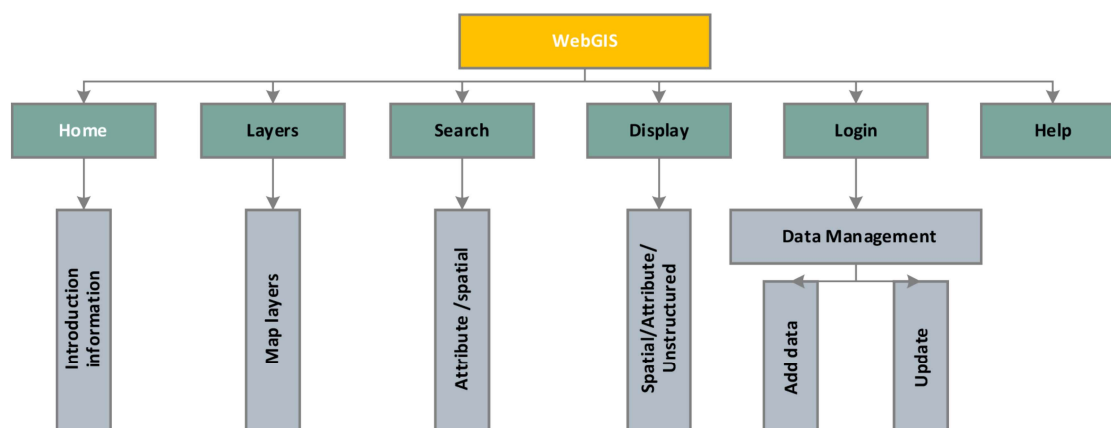 WebGIS
Home
Layers
Search
Display
Login
Help
Introduction
information
Map layers
Attribute /spatial
Spatial/Attribute/
Unstructured
Data Management
Add data
Update